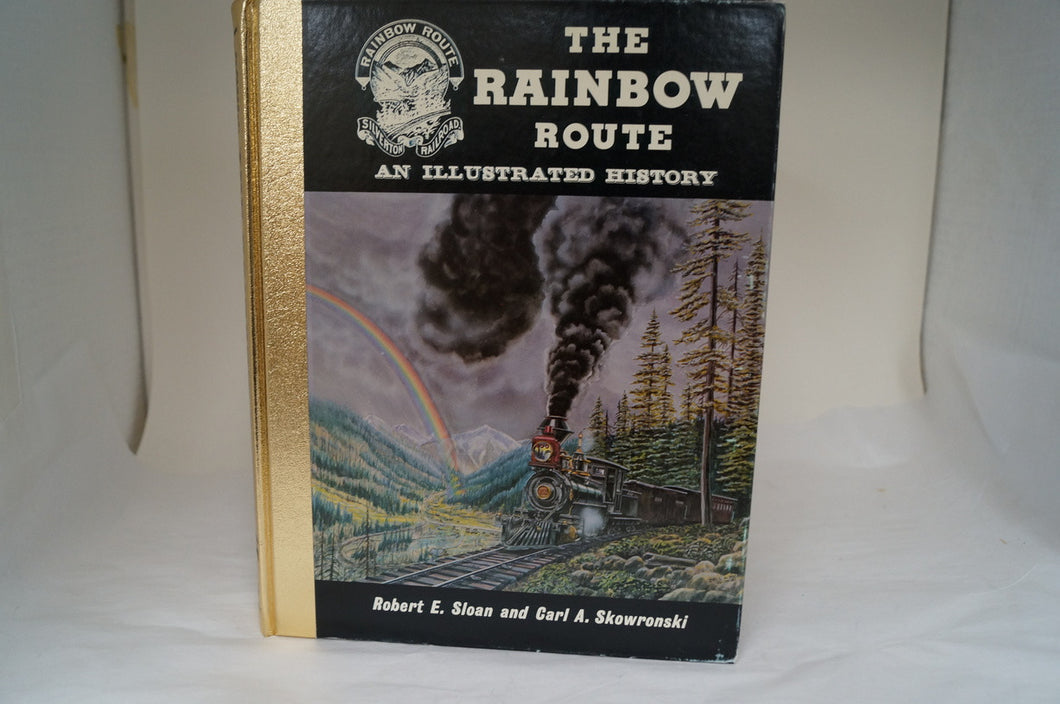 RAINBOW ROUTE
SILVERTON RAILROAD
THE
RAINBOW
ROUTE
AN ILLUSTRATED HISTORY
Robert E. Sloan and Carl A. Skowronski